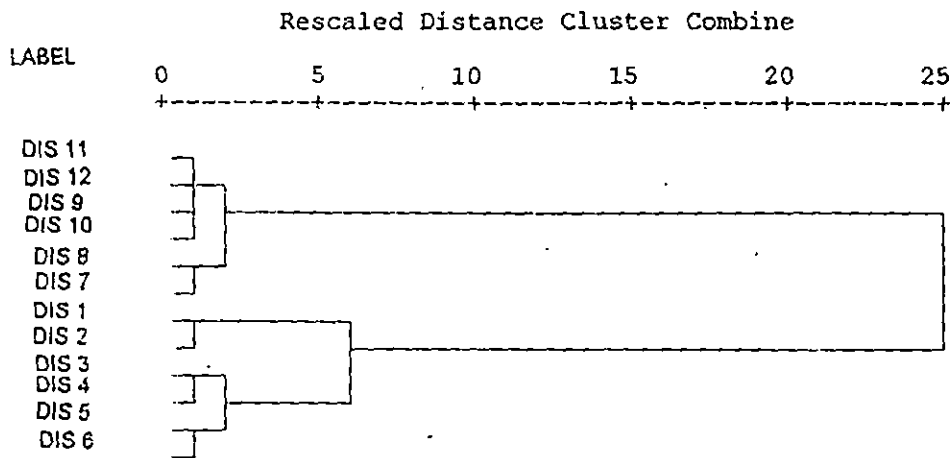 Rescaled Distance Cluster Combine
LABEL
0 5 10 15 20 25
+---------+---------+---------+---------+---------+
DIS 11
DIS 12
DIS 9
DIS 10
DIS 8
DIS 7
DIS 1
DIS 2
DIS 3
DIS 4
DIS 5
DIS 6